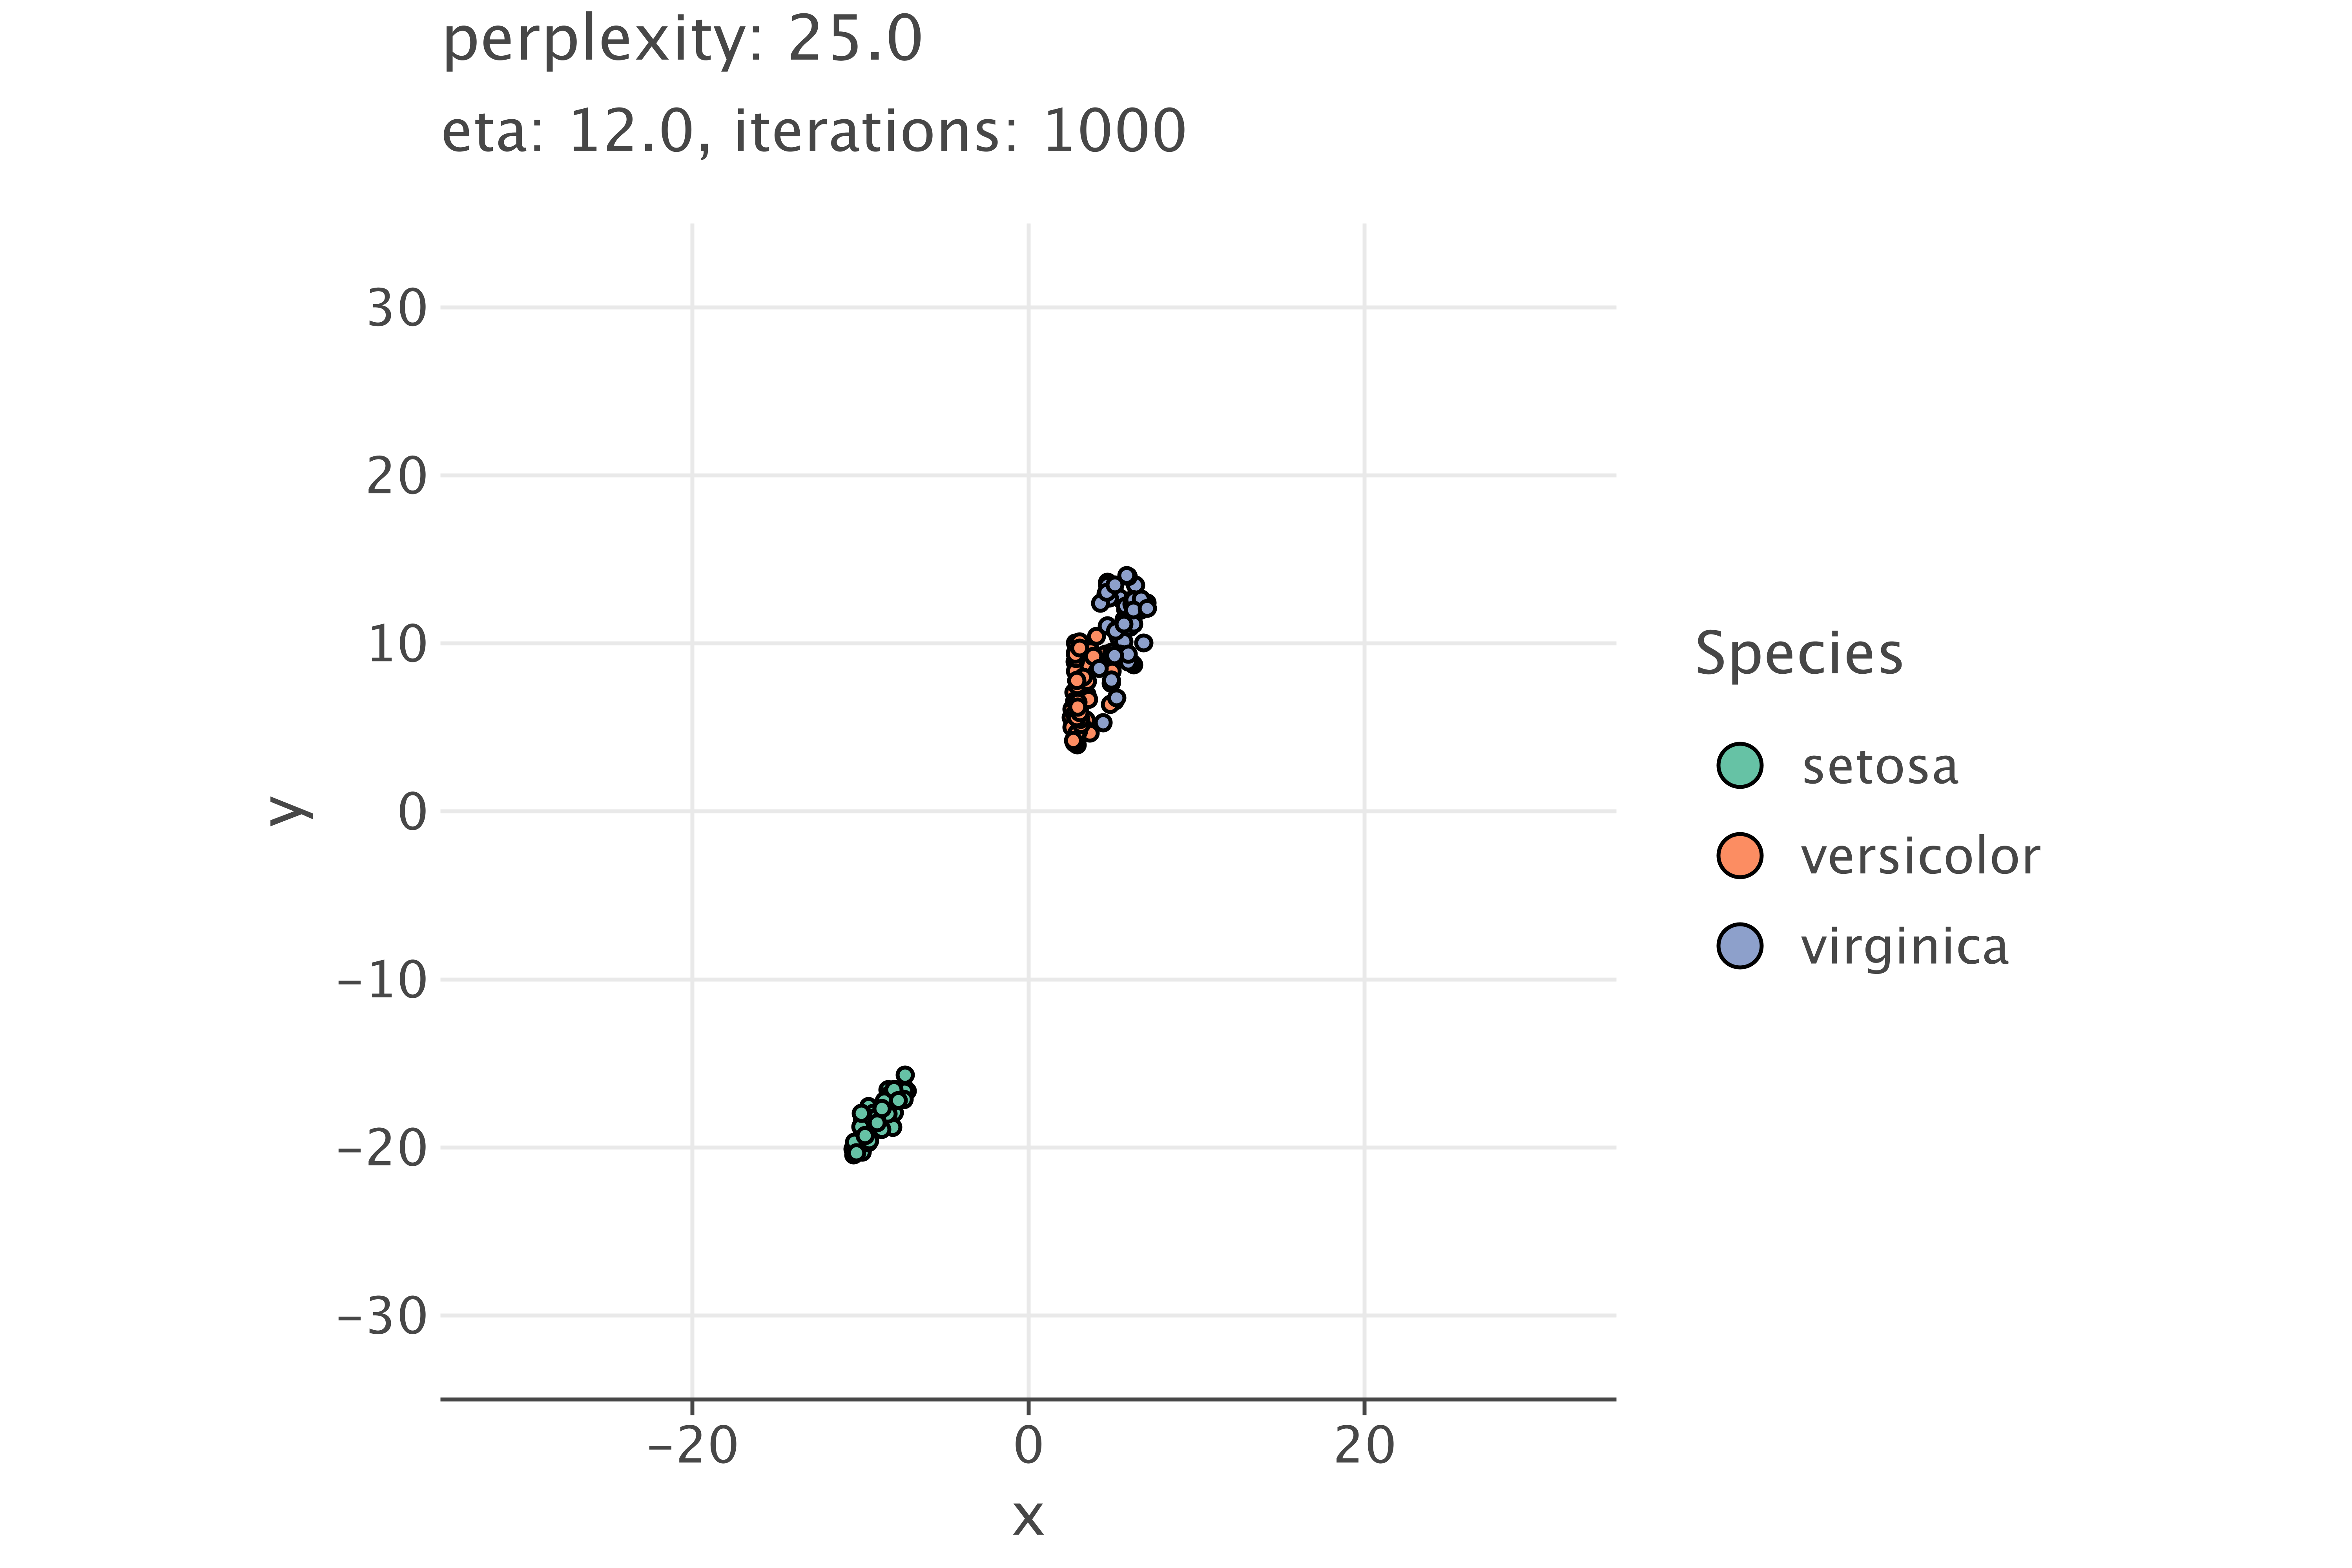 perplexity: 25.0
eta: 12.0, iterations: 1000
30
20
10
0
−10
−20
−30
y
−20
0
20
x
Species
setosa
versicolor
virginica